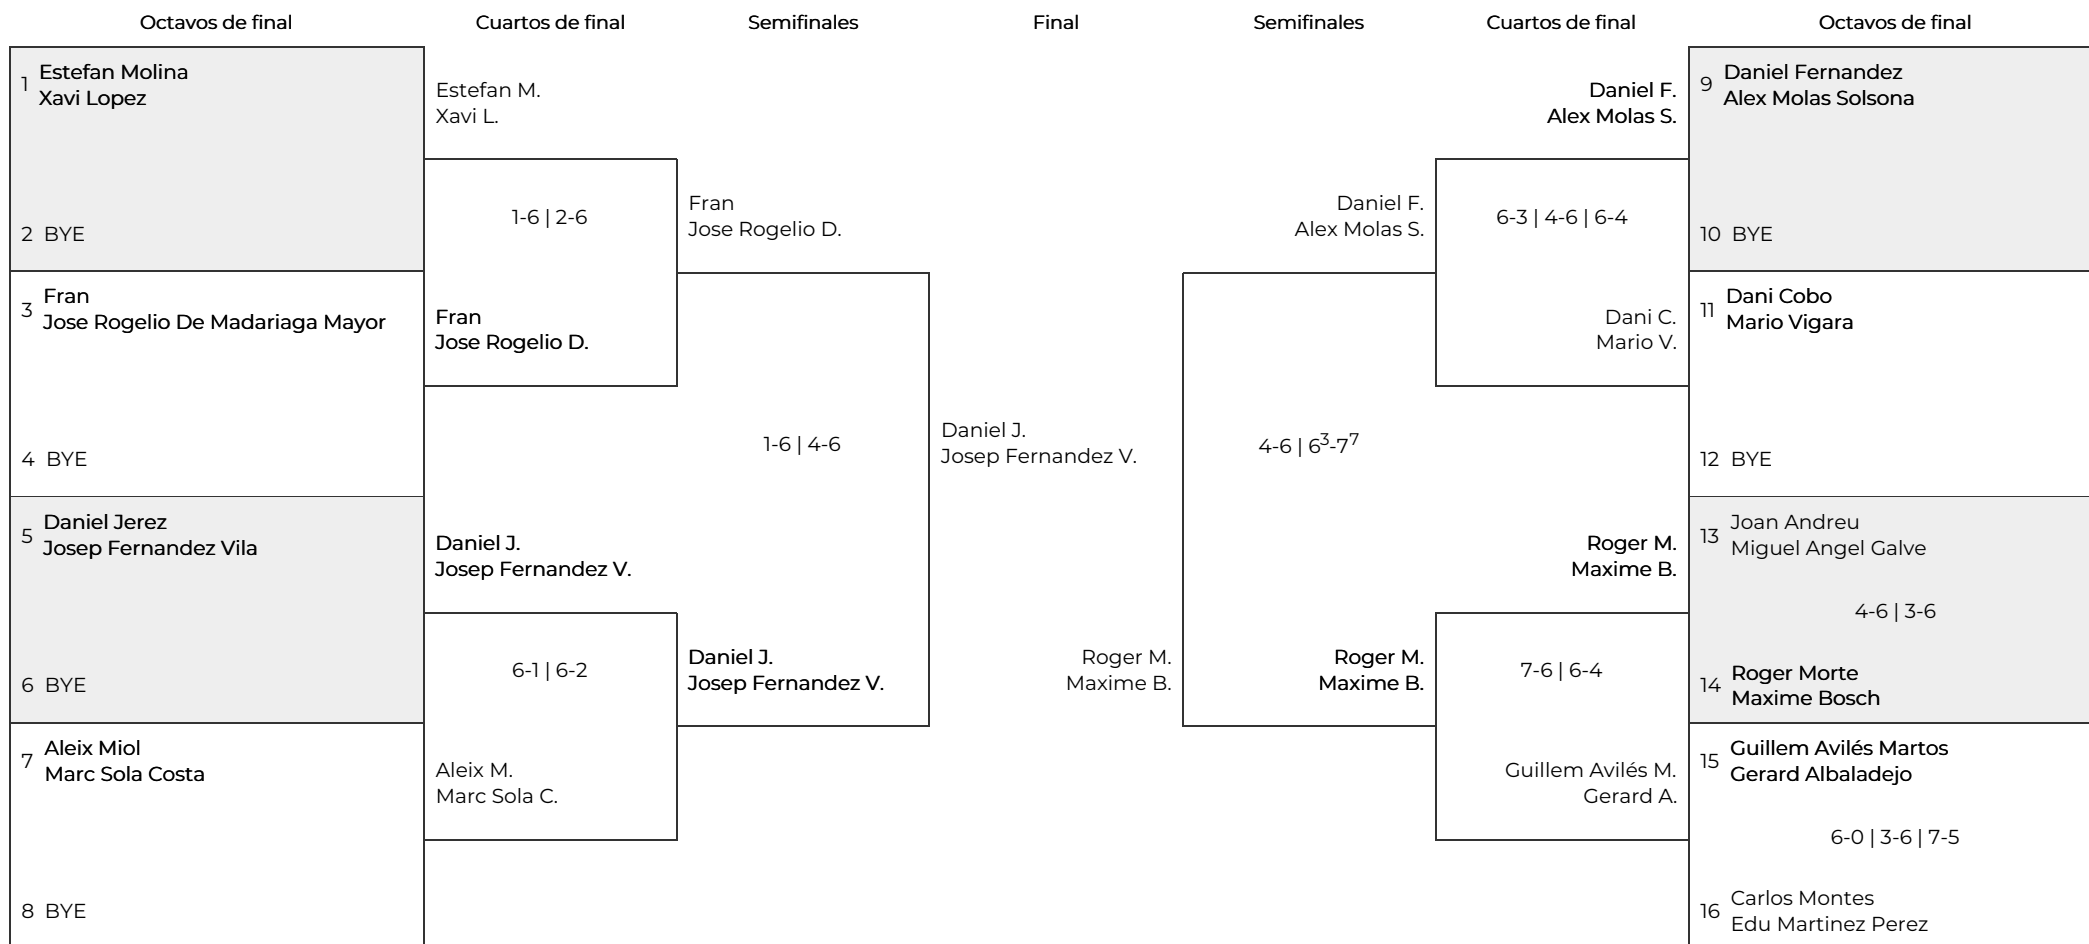 Octavos de final
Cuartos de final
Semifinales
Final
Semifinales
Cuartos de final
Octavos de final
1
Estefan Molina
Xavi Lopez
2 BYE
3
Fran
Jose Rogelio De Madariaga Mayor
4 BYE
5
Daniel Jerez
Josep Fernandez Vila
6 BYE
7
Aleix Miol
Marc Sola Costa
8 BYE
Estefan M.
Xavi L.
1-6 | 2-6
Fran
Jose Rogelio D.
Daniel J.
Josep Fernandez V.
6-1 | 6-2
Aleix M.
Marc Sola C.
Fran
Jose Rogelio D.
1-6 | 4-6
Daniel J.
Josep Fernandez V.
Daniel J.
Josep Fernandez V.
Roger M.
Maxime B.
Daniel F.
Alex Molas S.
4-6 | 6³-7⁷
Roger M.
Maxime B.
Daniel F.
Alex Molas S.
6-3 | 4-6 | 6-4
Dani C.
Mario V.
Roger M.
Maxime B.
7-6 | 6-4
Guillem Avilés M.
Gerard A.
9
Daniel Fernandez
Alex Molas Solsona
10 BYE
11
Dani Cobo
Mario Vigara
12 BYE
13
Joan Andreu
Miguel Angel Galve
4-6 | 3-6
14
Roger Morte
Maxime Bosch
15
Guillem Avilés Martos
Gerard Albaladejo
6-0 | 3-6 | 7-5
16
Carlos Montes
Edu Martinez Perez